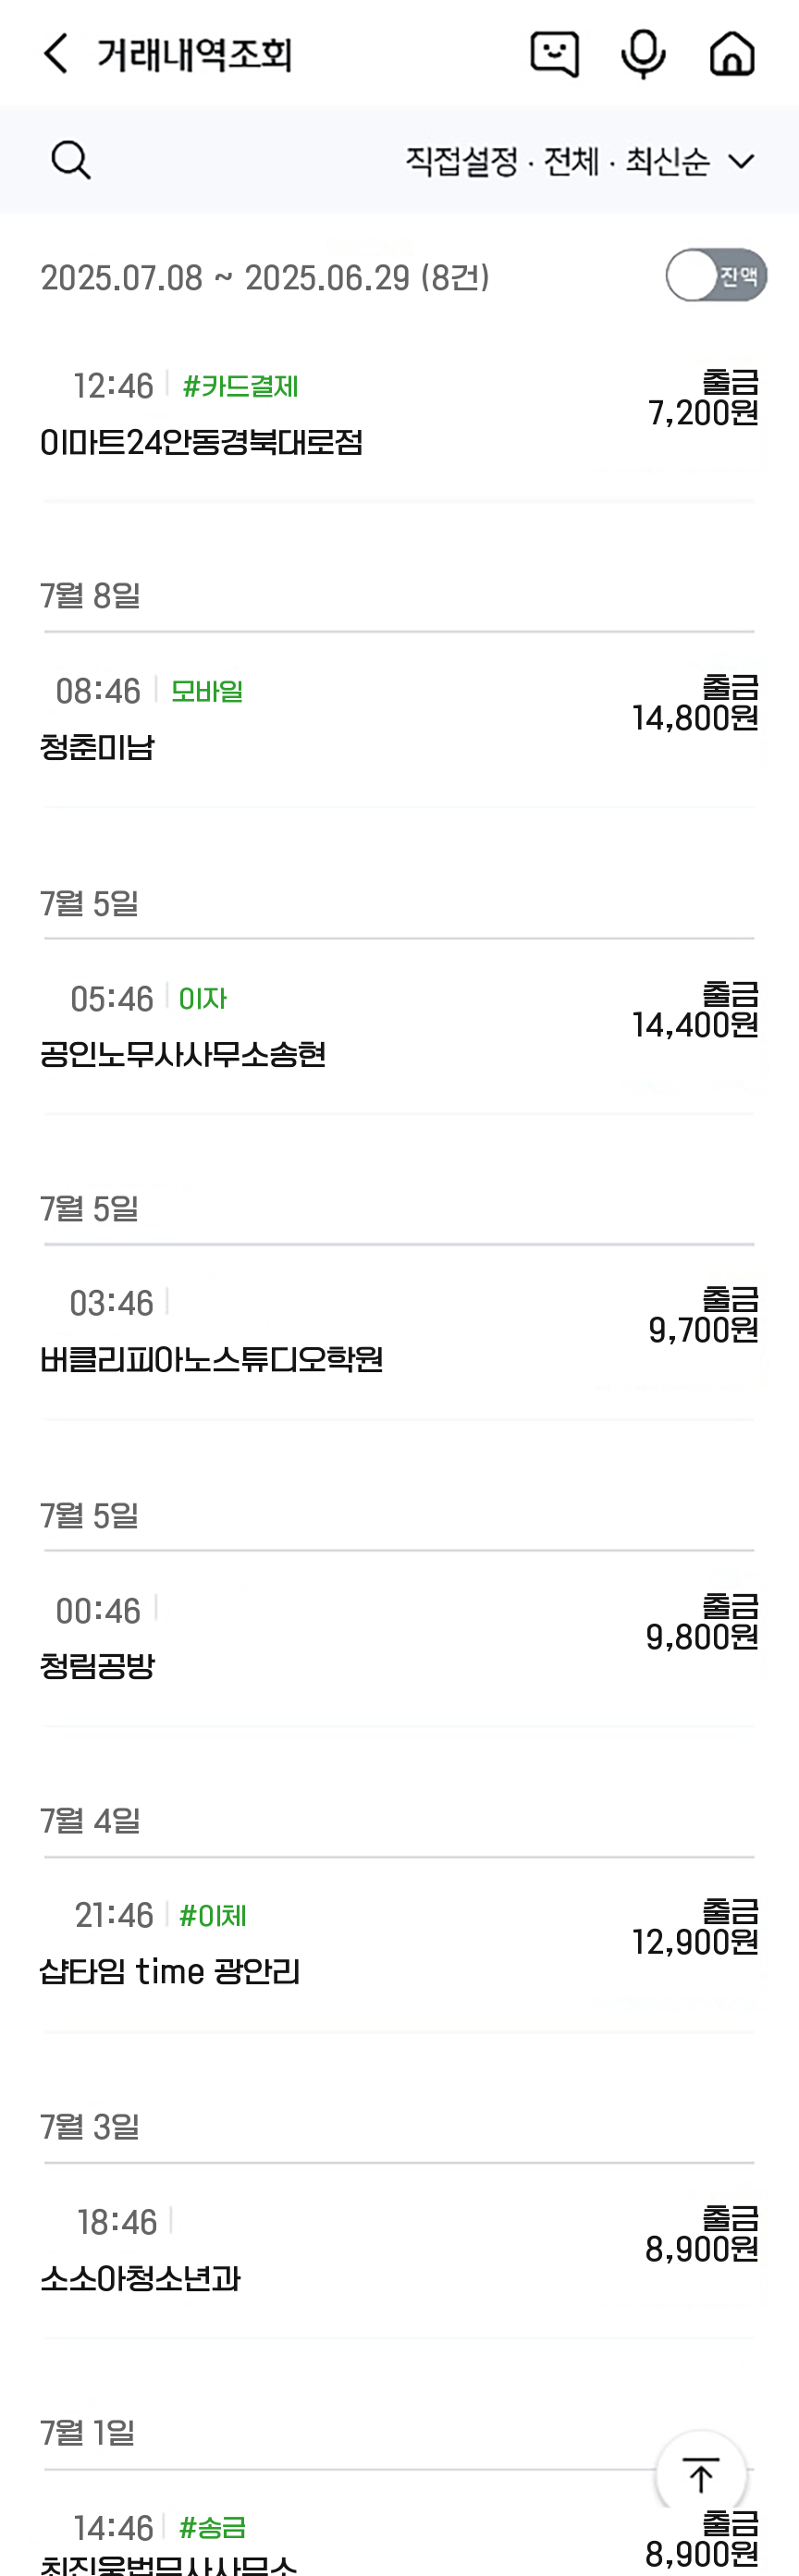 거래내역조회
직접설정 · 전체 · 최신순
2025.07.08 ~ 2025.06.29 (8건)
잔액
12:46 #카드결제
출금
7,200원
이마트24안동경북대로점
7월 8일
08:46 모바일
출금
14,800원
청춘미남
7월 5일
05:46 이자
출금
14,400원
공인노무사사무소송현
7월 5일
03:46
출금
9,700원
버클리피아노스튜디오학원
7월 5일
00:46
출금
9,800원
청림공방
7월 4일
21:46 #이체
출금
12,900원
샵타임 time 광안리
7월 3일
18:46
출금
8,900원
소소아청소년과
7월 1일
14:46 #송금
출금
8,900원
최진웅법무사사무소